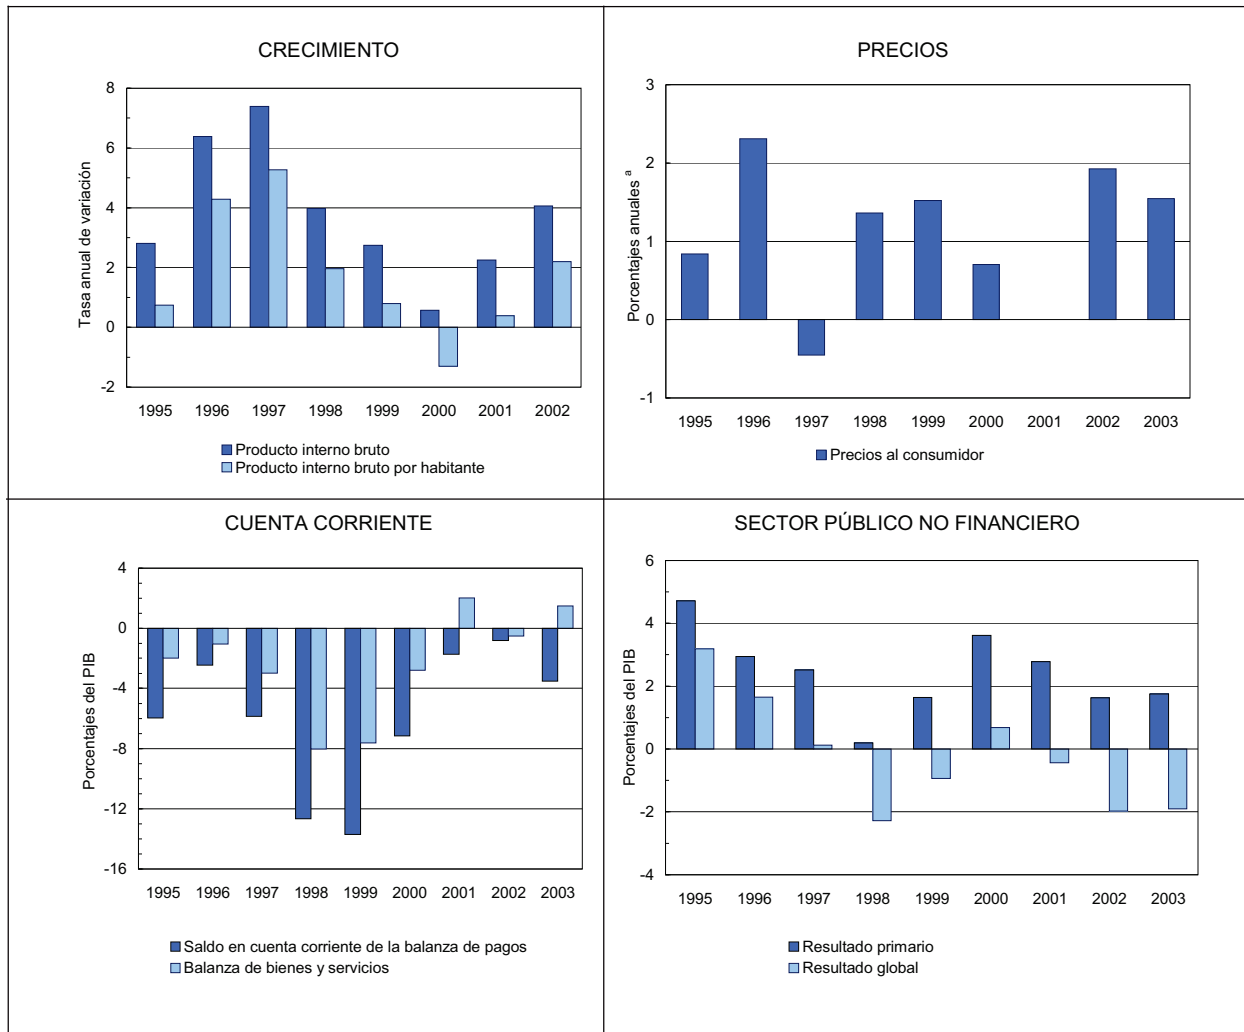 CRECIMIENTO
8
6
4
2
0
-2
Tasa anual de variación
1995 1996 1997 1998 1999 2000 2001 2002
Producto interno bruto
Producto interno bruto por habitante
PRECIOS
3
2
1
0
-1
Porcentajes anuales a
1995 1996 1997 1998 1999 2000 2001 2002 2003
Precios al consumidor
CUENTA CORRIENTE
4
0
-4
-8
-12
-16
Porcentajes del PIB
1995 1996 1997 1998 1999 2000 2001 2002 2003
Saldo en cuenta corriente de la balanza de pagos
Balanza de bienes y servicios
SECTOR PÚBLICO NO FINANCIERO
6
4
2
0
-2
-4
Porcentajes del PIB
1995 1996 1997 1998 1999 2000 2001 2002 2003
Resultado primario
Resultado global